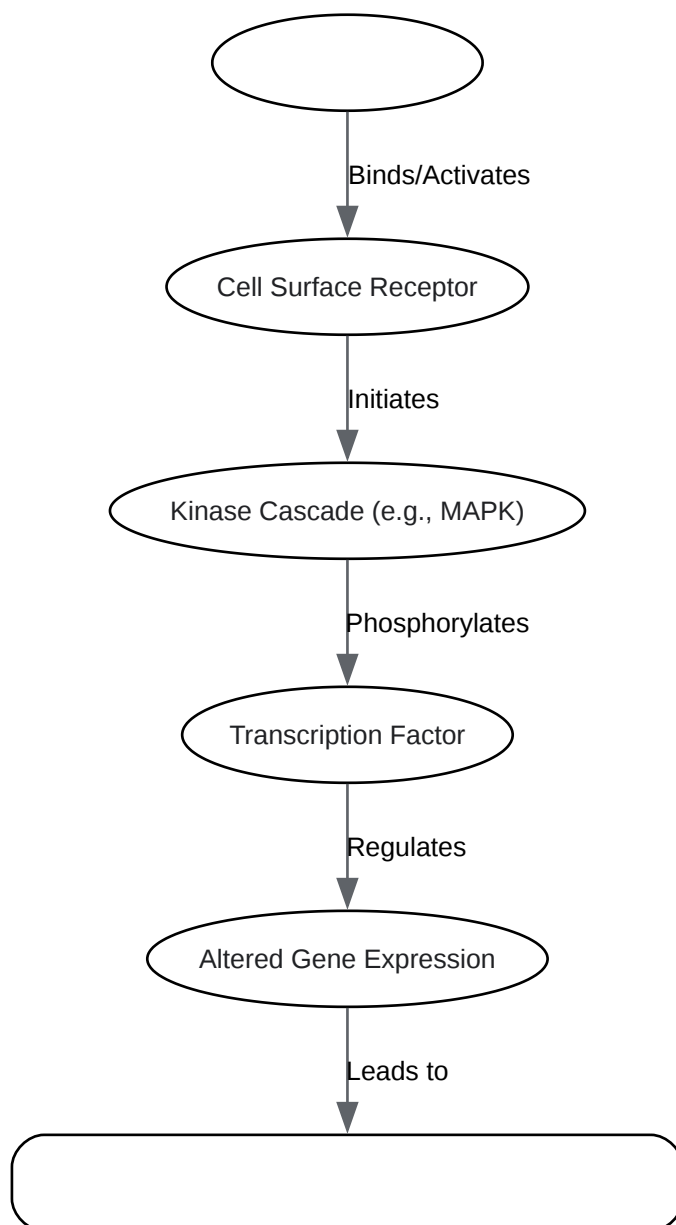 Binds/Activates
Cell Surface Receptor
Initiates
Kinase Cascade (e.g., MAPK)
Phosphorylates
Transcription Factor
Regulates
Altered Gene Expression
Leads to